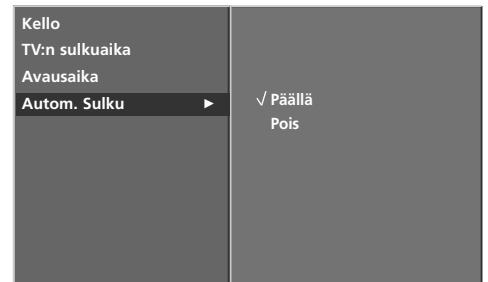 Kello
TV:n sulkuaika
Avausaika
Autom. Sulku ►
√ Päällä
Pois